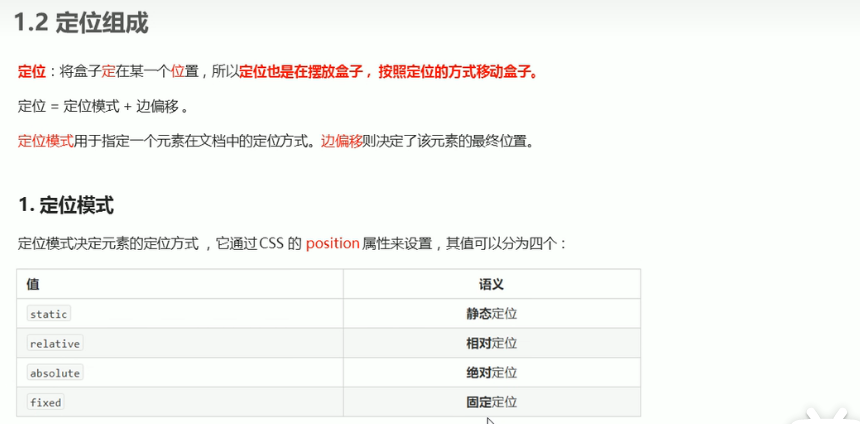 1.2 定位组成
定位：将盒子定在某一个位置，所以定位也是在摆放盒子， 按照定位的方式移动盒子。
定位 = 定位模式 + 边偏移 。
定位模式用于指定一个元素在文档中的定位方式。边偏移则决定了该元素的最终位置。
1. 定位模式
定位模式决定元素的定位方式 ，它通过 CSS 的 position 属性来设置，其值可以分为四个：
值 语义
static 静态定位
relative 相对定位
absolute 绝对定位
fixed 固定定位